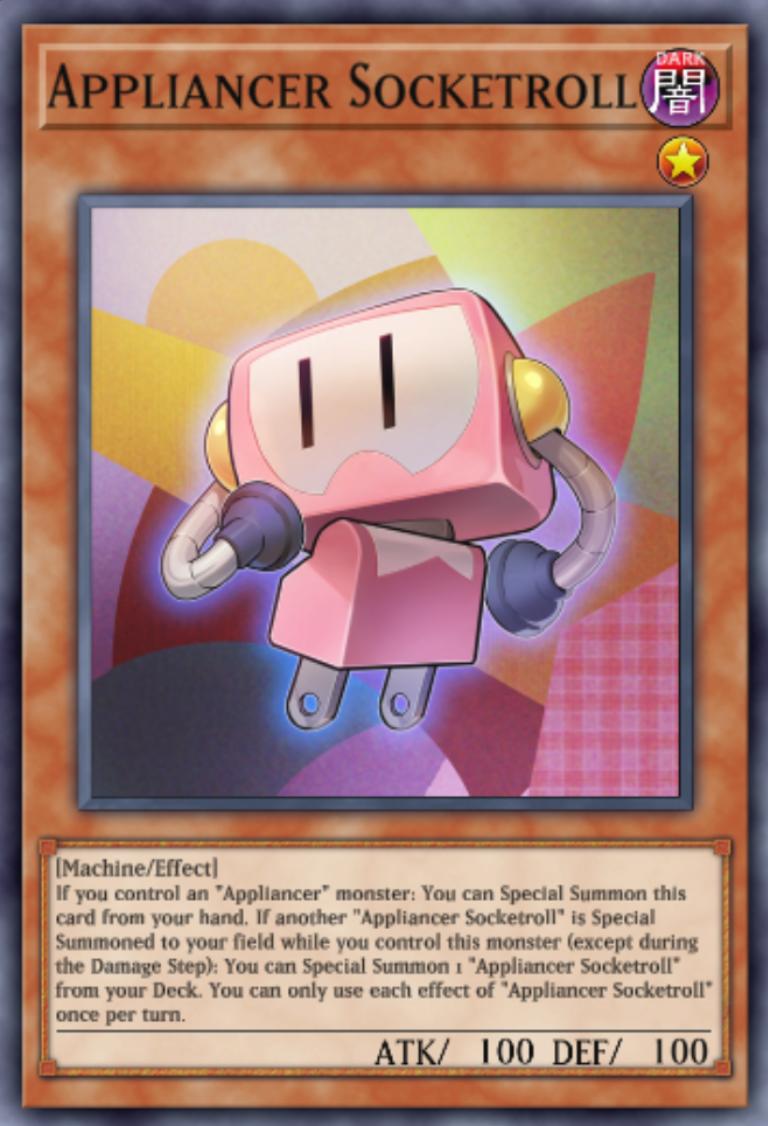 APPLIANCER SOCKETROLL
DARK
闇
[Machine/Effect]
If you control an "Appliancer" monster: You can Special Summon this
card from your hand. If another "Appliancer Socketroll" is Special
Summoned to your field while you control this monster (except during
the Damage Step): You can Special Summon 1 "Appliancer Socketroll"
from your Deck. You can only use each effect of "Appliancer Socketroll"
once per turn.
ATK/ 100 DEF/ 100